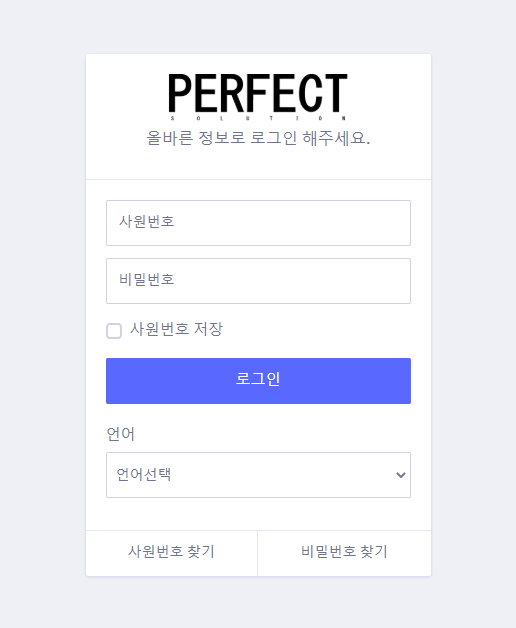 PERFECT
SOLUTION
올바른 정보로 로그인 해주세요.
사원번호
비밀번호
사원번호 저장
로그인
언어
언어선택
사원번호 찾기 비밀번호 찾기